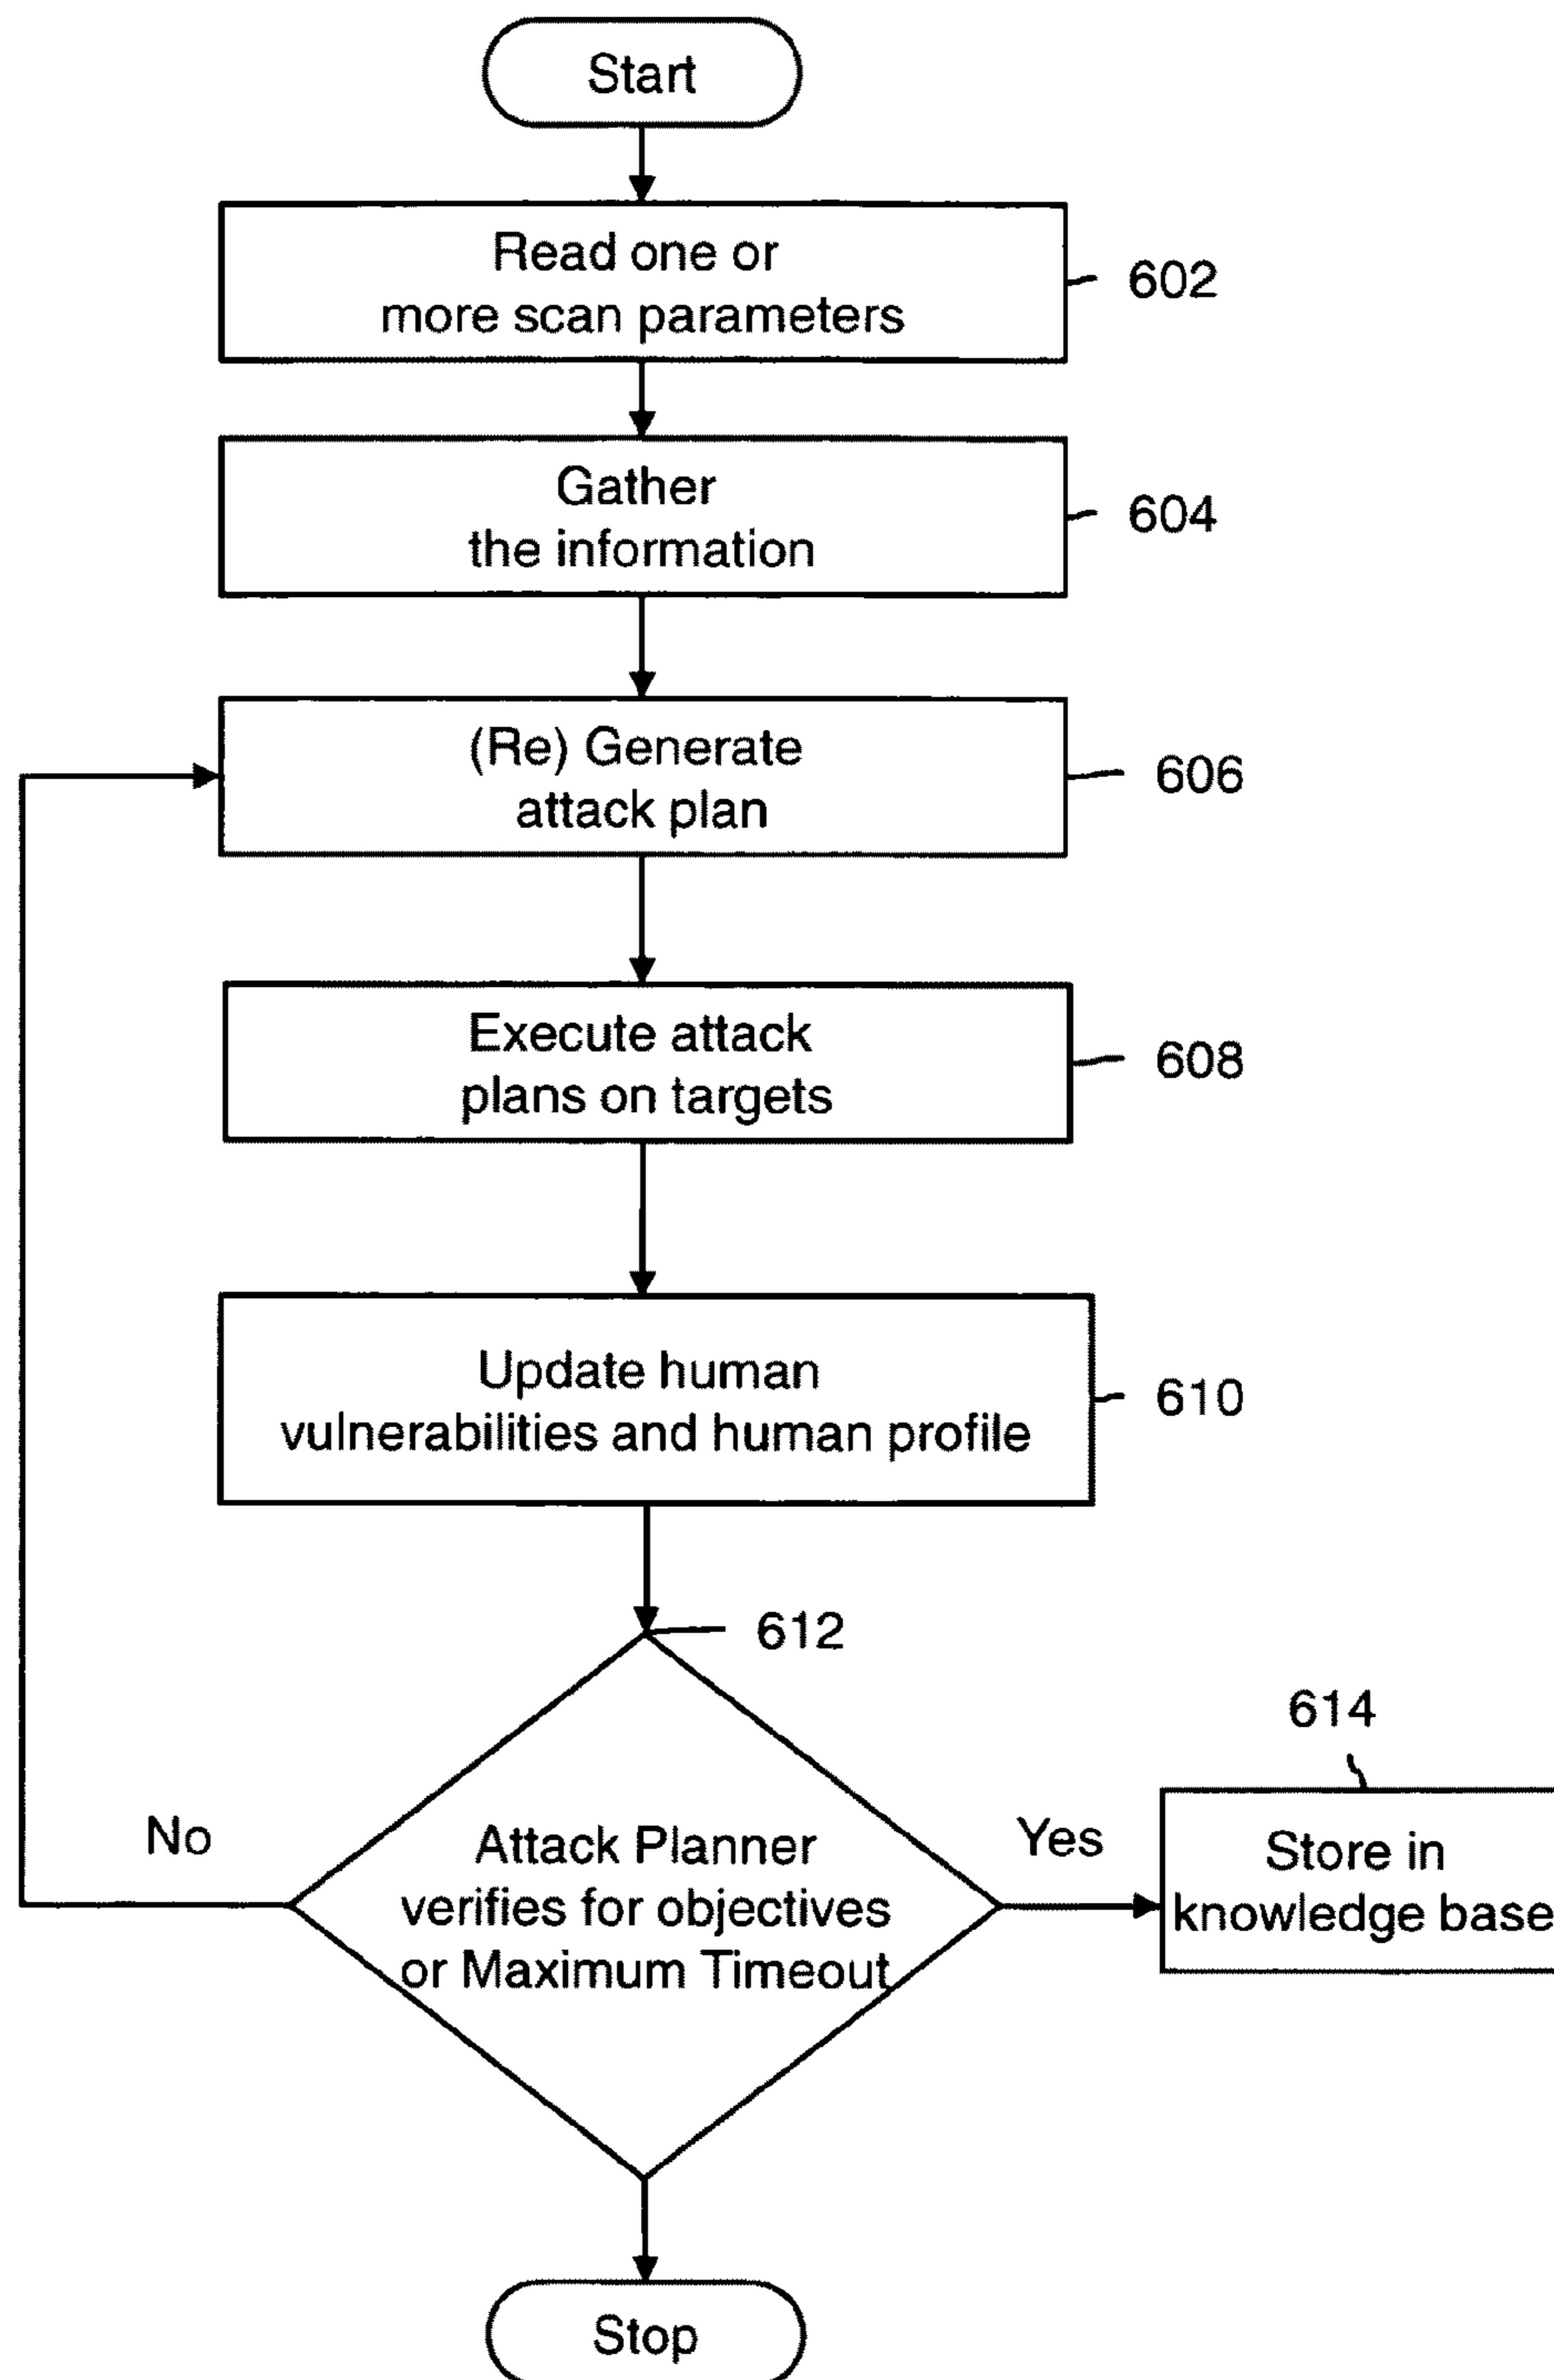 Start
Read one or
more scan parameters
602
Gather
the information
604
(Re) Generate
attack plan
606
Execute attack
plans on targets
608
Update human
vulnerabilities and human profile
610
612
614
No
Attack Planner
verifies for objectives
or Maximum Timeout
Yes
Store in
knowledge base
Stop